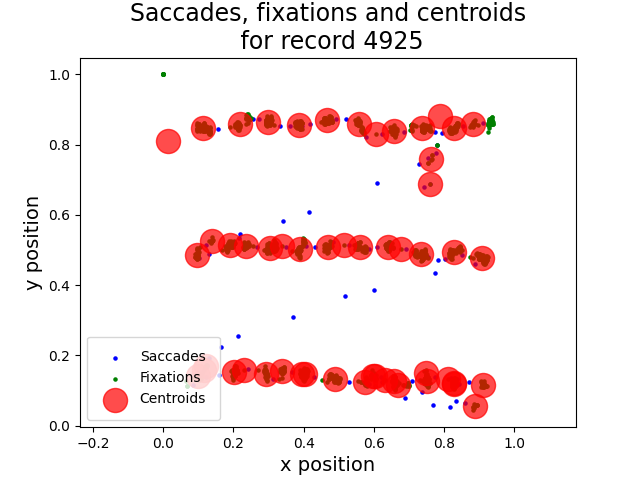 Saccades, fixations and centroids
for record 4925
y position
1.0
0.8
0.6
0.4
0.2
0.0
Saccades
Fixations
Centroids
−0.2 0.0 0.2 0.4 0.6 0.8 1.0
x position